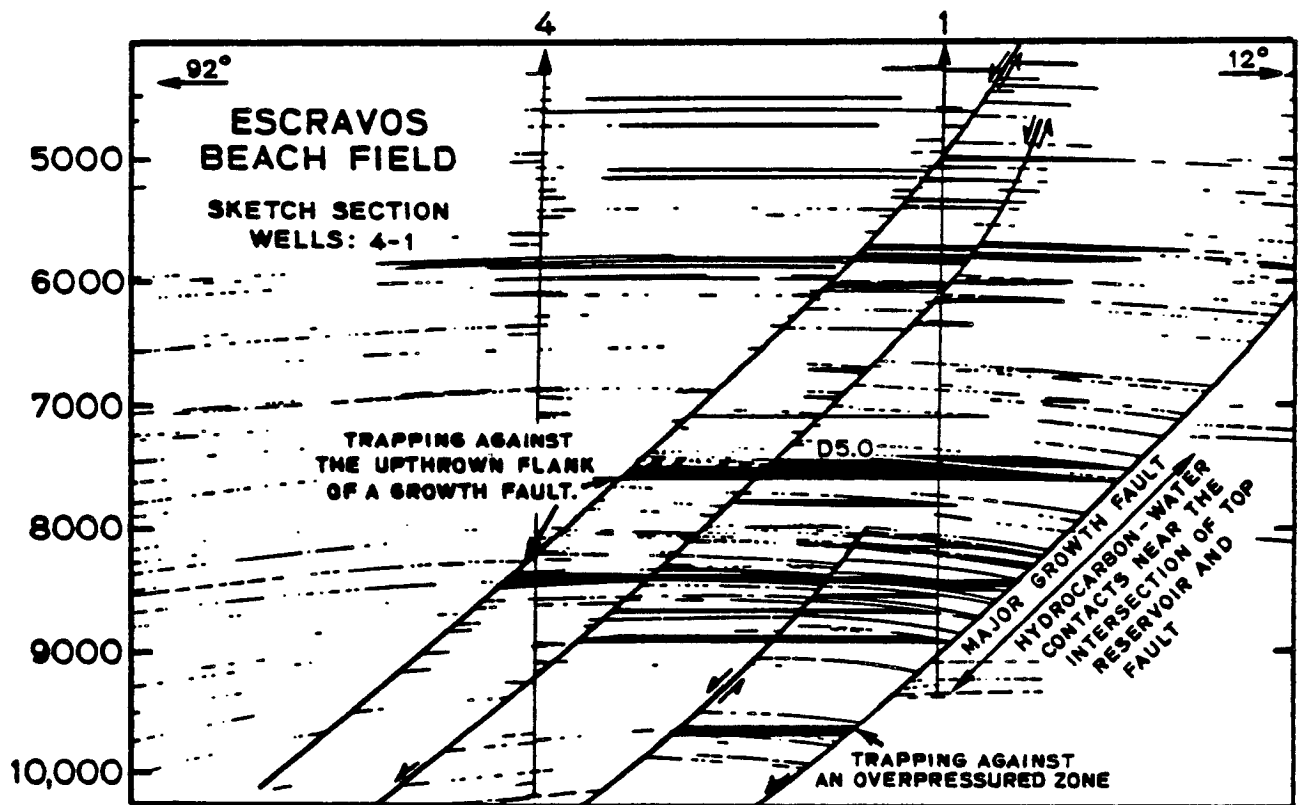 4
1
92°
12°
ESCRAVOS
BEACH FIELD
SKETCH SECTION
WELLS: 4-1
5000
6000
7000
8000
9000
10,000
TRAPPING AGAINST
THE UPTHROWN FLANK
OF A GROWTH FAULT.
D5.0
MAJOR GROWTH FAULT
HYDROCARBON-WATER
CONTACTS NEAR THE
INTERSECTION OF TOP
RESERVOIR AND
FAULT
TRAPPING AGAINST
AN OVERPRESSURED ZONE